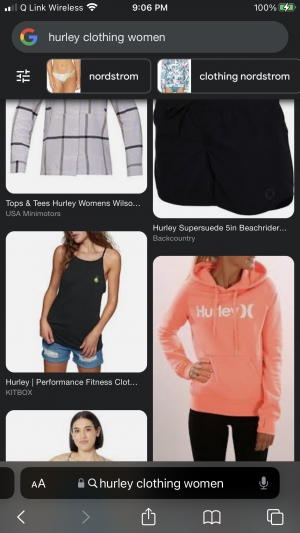 Q Link Wireless
9:06 PM
100%
hurley clothing women
nordstrom
clothing nordstrom
Tops & Tees Hurley Womens Wilso...
USA Minimotors
Hurley Supersuede 5in Beachrider...
Backcountry
Hurley
Hurley | Performance Fitness Clot...
KITBOX
AA
hurley clothing women